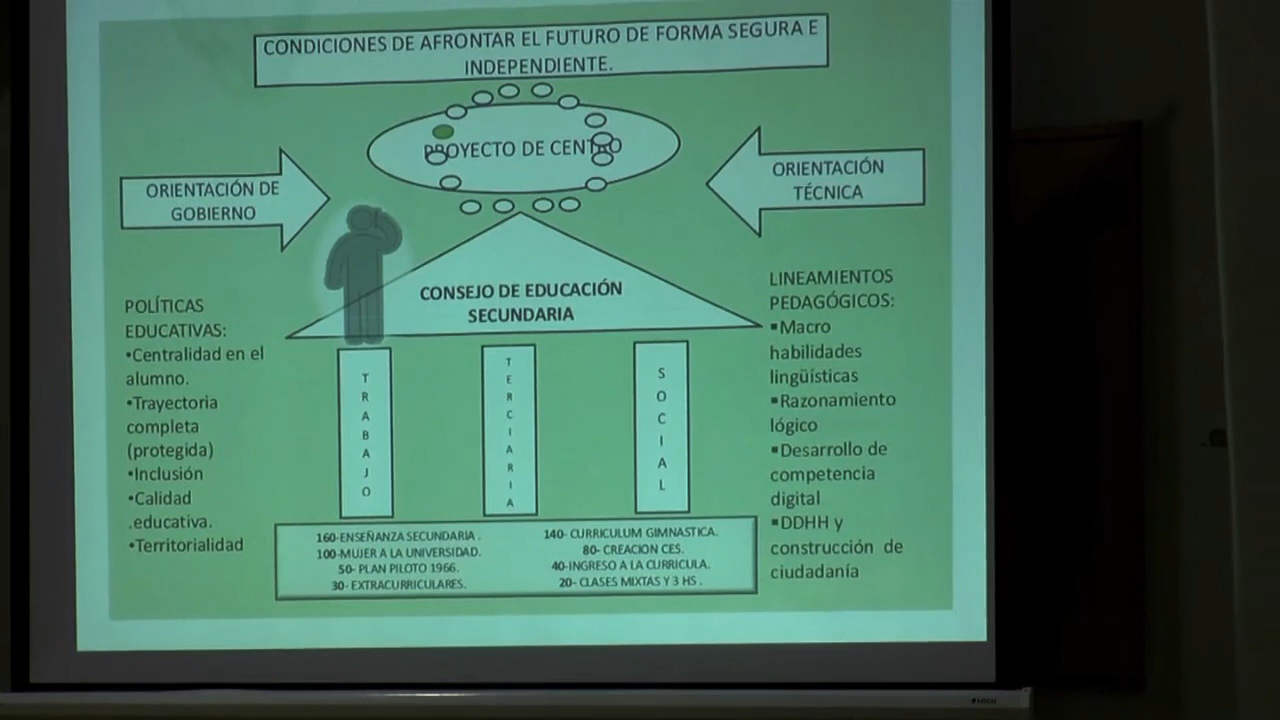 CONDICIONES DE AFRONTAR EL FUTURO DE FORMA SEGURA E
INDEPENDIENTE.
PROYECTO DE CENTRO
ORIENTACIÓN DE
GOBIERNO
ORIENTACIÓN
TÉCNICA
CONSEJO DE EDUCACIÓN
SECUNDARIA
POLÍTICAS
EDUCATIVAS:
•Centralidad en el
alumno.
•Trayectoria
completa
(protegida)
•Inclusión
•Calidad
.educativa.
•Territorialidad
TRABAJO
TERCIARIA
SOCIAL
LINEAMIENTOS
PEDAGÓGICOS:
▪Macro
habilidades
lingüísticas
▪Razonamiento
lógico
▪Desarrollo de
competencia
digital
▪DDHH y
construcción de
ciudadanía
160-ENSEÑANZA SECUNDARIA .
100-MUJER A LA UNIVERSIDAD.
50- PLAN PILOTO 1966.
30- EXTRACURRICULARES.
140- CURRICULUM GIMNASTICA.
80- CREACION CES.
40-INGRESO A LA CURRICULA.
20- CLASES MIXTAS Y 3 HS .